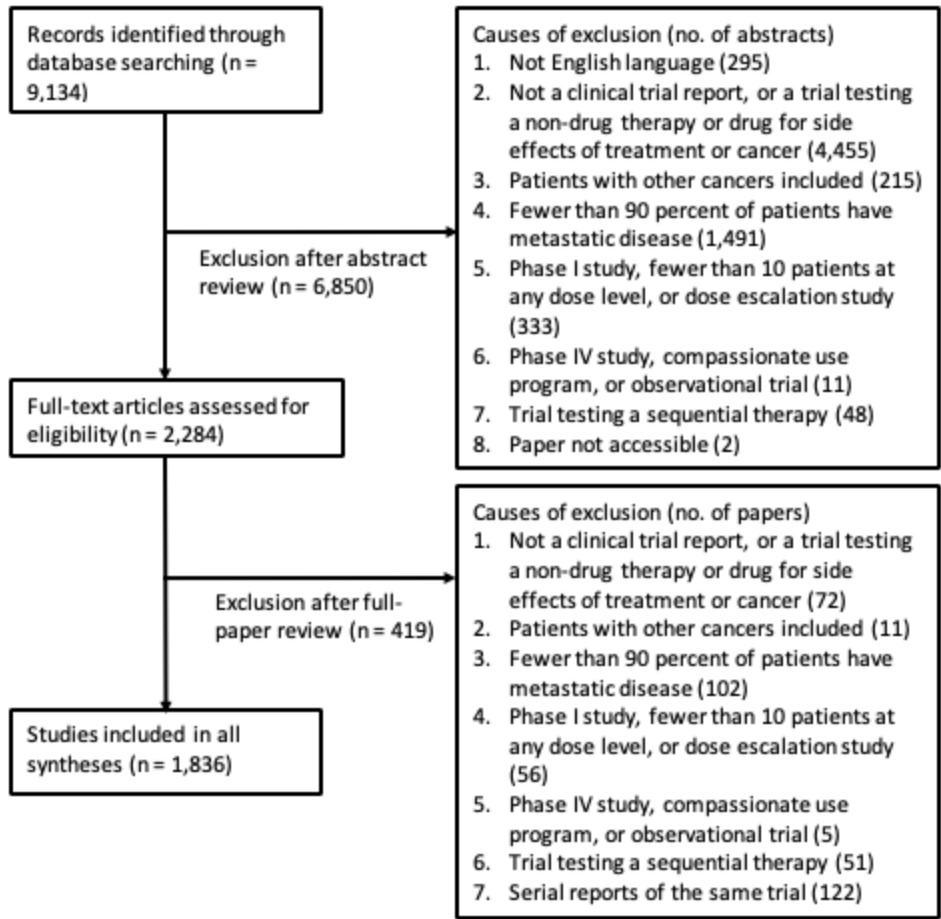 Records identified through
database searching (n =
9,134)
Causes of exclusion (no. of abstracts)
1. Not English language (295)
2. Not a clinical trial report, or a trial testing
a non-drug therapy or drug for side
effects of treatment or cancer (4,455)
3. Patients with other cancers included (215)
4. Fewer than 90 percent of patients have
metastatic disease (1,491)
5. Phase I study, fewer than 10 patients at
any dose level, or dose escalation study
(333)
6. Phase IV study, compassionate use
program, or observational trial (11)
7. Trial testing a sequential therapy (48)
8. Paper not accessible (2)
Exclusion after abstract
review (n = 6,850)
Full-text articles assessed for
eligibility (n = 2,284)
Causes of exclusion (no. of papers)
1. Not a clinical trial report, or a trial testing
a non-drug therapy or drug for side
effects of treatment or cancer (72)
2. Patients with other cancers included (11)
3. Fewer than 90 percent of patients have
metastatic disease (102)
4. Phase I study, fewer than 10 patients at
any dose level, or dose escalation study
(56)
5. Phase IV study, compassionate use
program, or observational trial (5)
6. Trial testing a sequential therapy (51)
7. Serial reports of the same trial (122)
Exclusion after full-
paper review (n = 419)
Studies included in all
syntheses (n = 1,836)